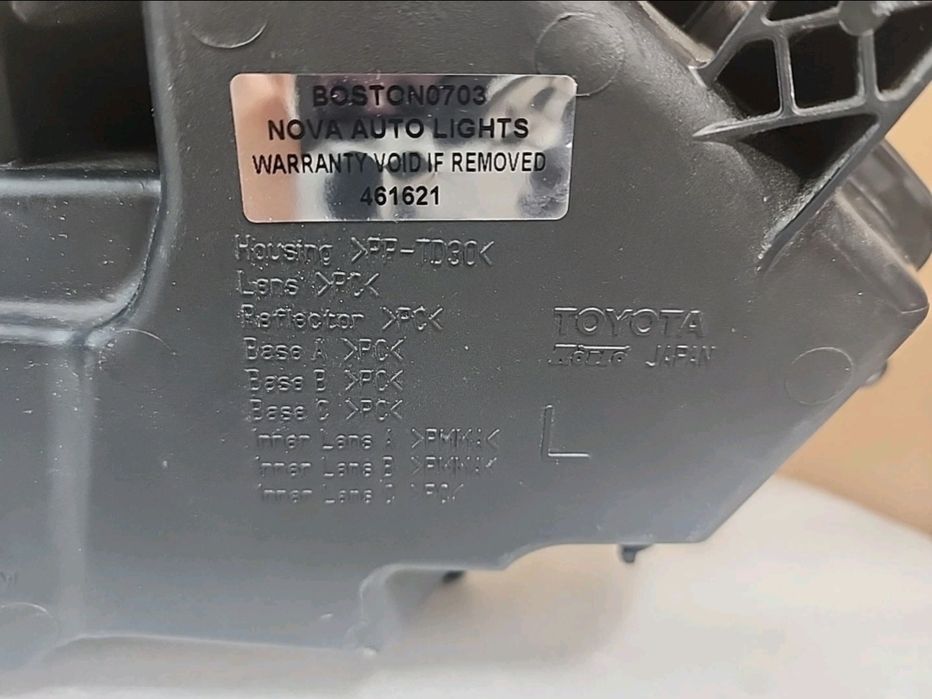 BOSTON0703
NOVA AUTO LIGHTS
WARRANTY VOID IF REMOVED
461621
Housing >PP-TD30<
Lens >PC<
Reflector >PC<
Base A >PC<
Base B >PC<
Base C >PC<
Inner Lens A >PMMA<
Inner Lens B >PMMA<
Inner Lens C >PC<
TOYOTA
KOITO JAPAN
L